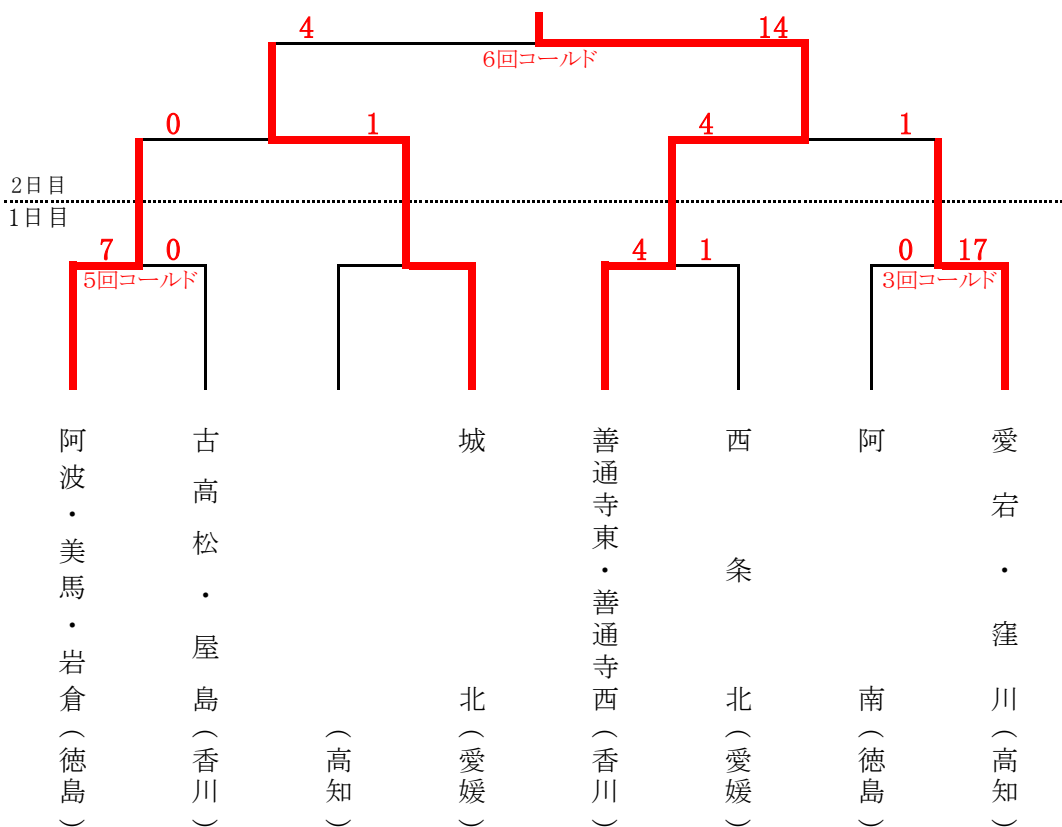 4 14
6回コールド
0 1 4 1
2日目
1日目
7 0 4 1 0 17
5回コールド 3回コールド
阿波・美馬・岩倉（徳島）
古高松・屋島（香川）
（高知）
城北（愛媛）
善通寺東・善通寺西（香川）
西条北（愛媛）
阿南（徳島）
愛宕・窪川（高知）